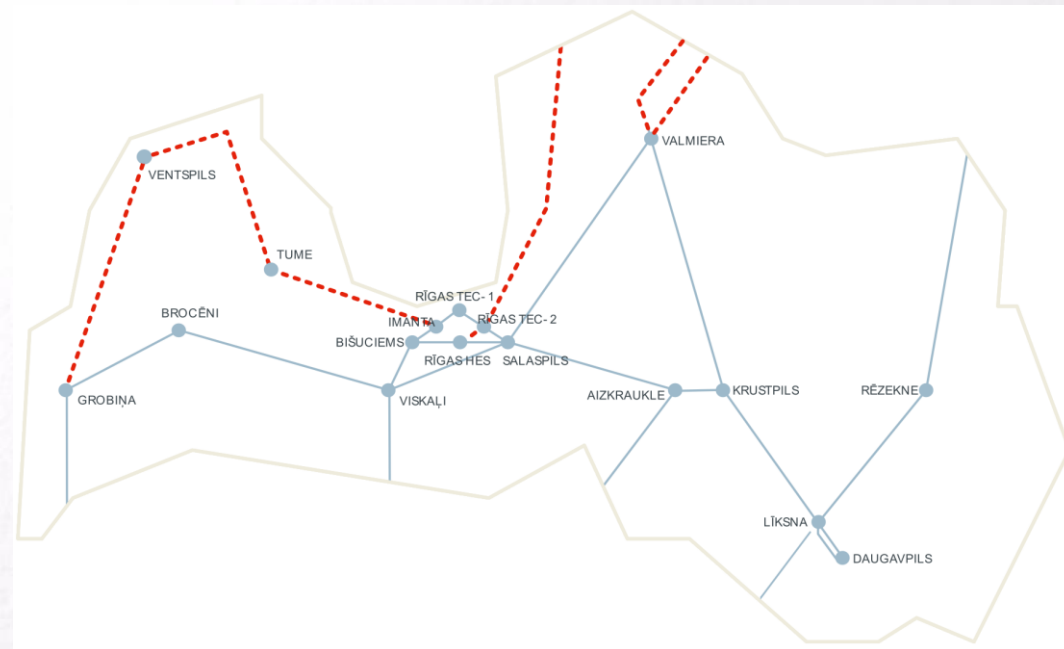 VALMIERA
VENTSPILS
TUME
RĪGAS TEC- 1
BROCĒNI
IMANTA
RĪGAS TEC- 2
BIŠUCIEMS
RĪGAS HES
SALASPILS
GROBIŅA
VISKAĻI
AIZKRAUKLE
KRUSTPILS
RĒZEKNE
LĪKSNA
DAUGAVPILS